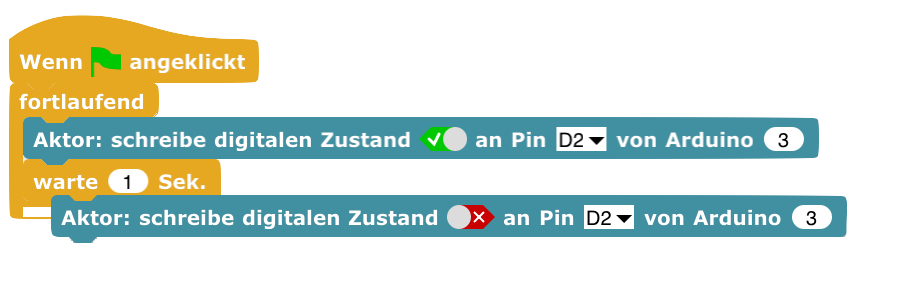 Wenn angeklickt
fortlaufend
Aktor: schreibe digitalen Zustand an Pin D2 von Arduino 3
warte 1 Sek.
Aktor: schreibe digitalen Zustand an Pin D2 von Arduino 3